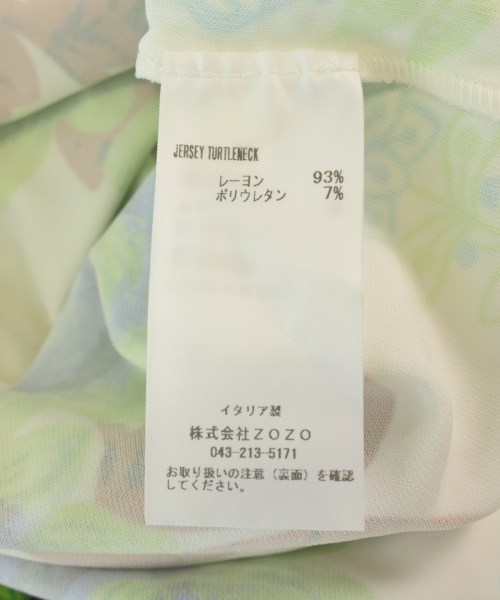 JERSEY TURTLENECK
レーヨン 93%
ポリウレタン 7%
イタリア製
株式会社ZOZO
043-213-5171
お取り扱いの注意(裏面)を確認
してください。